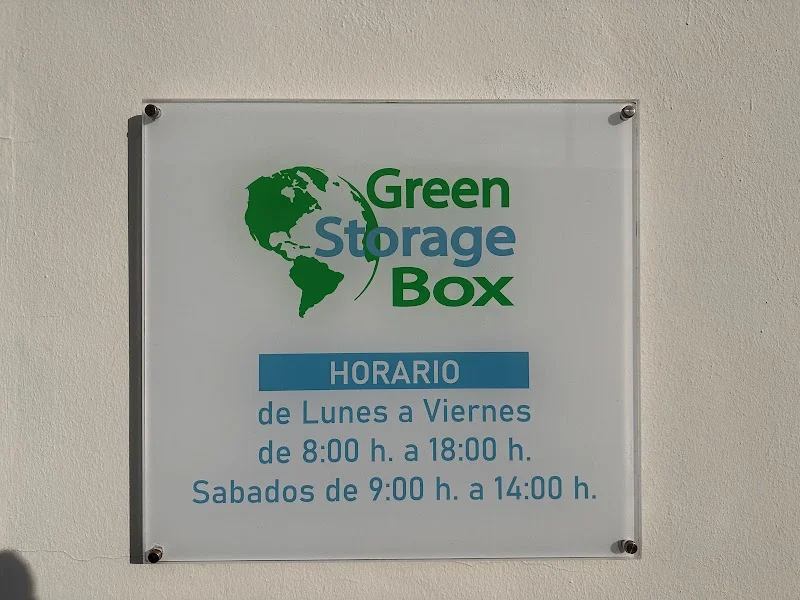 Green
Storage
Box
HORARIO
de Lunes a Viernes
de 8:00 h. a 18:00 h.
Sabados de 9:00 h. a 14:00 h.